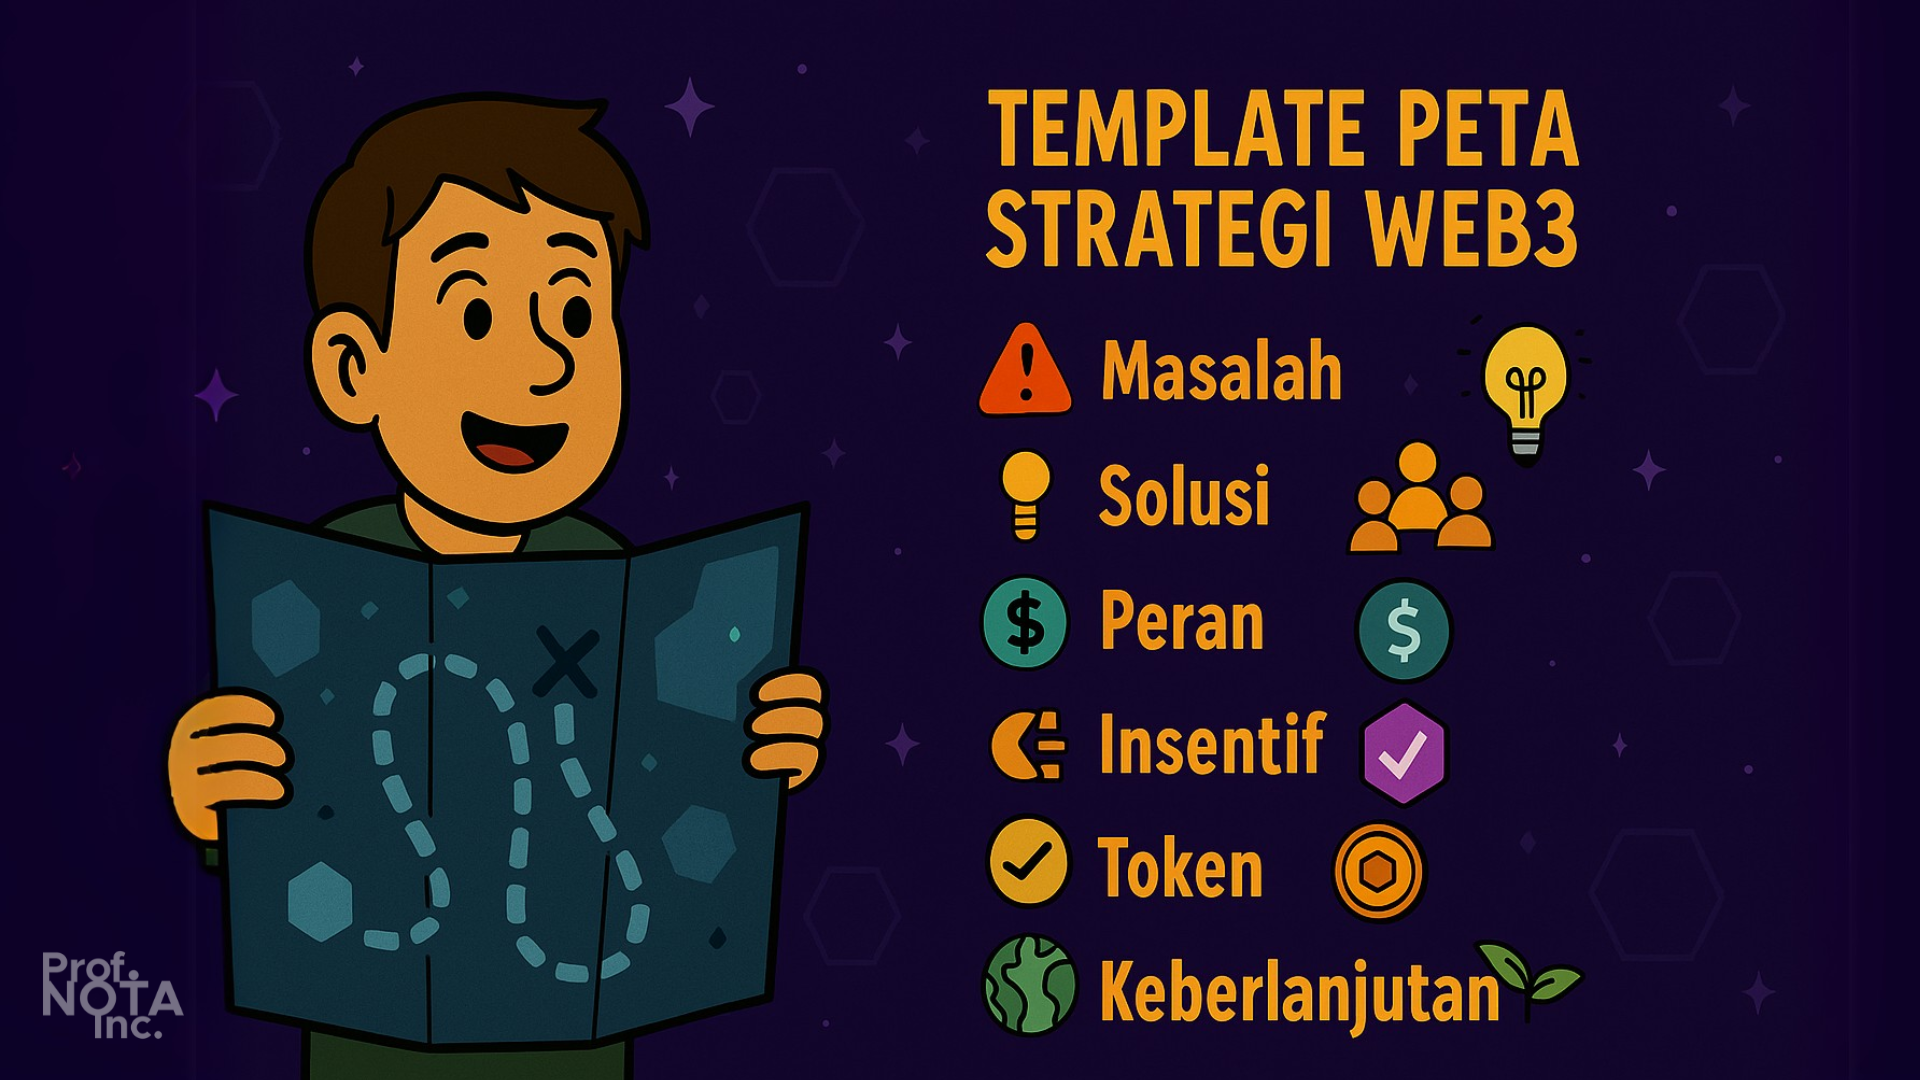 TEMPLATE PETA
STRATEGI WEB3
Masalah
Solusi
$ Peran $
Insentif
Token
Keberlanjutan
Prof.
NOTA
Inc.